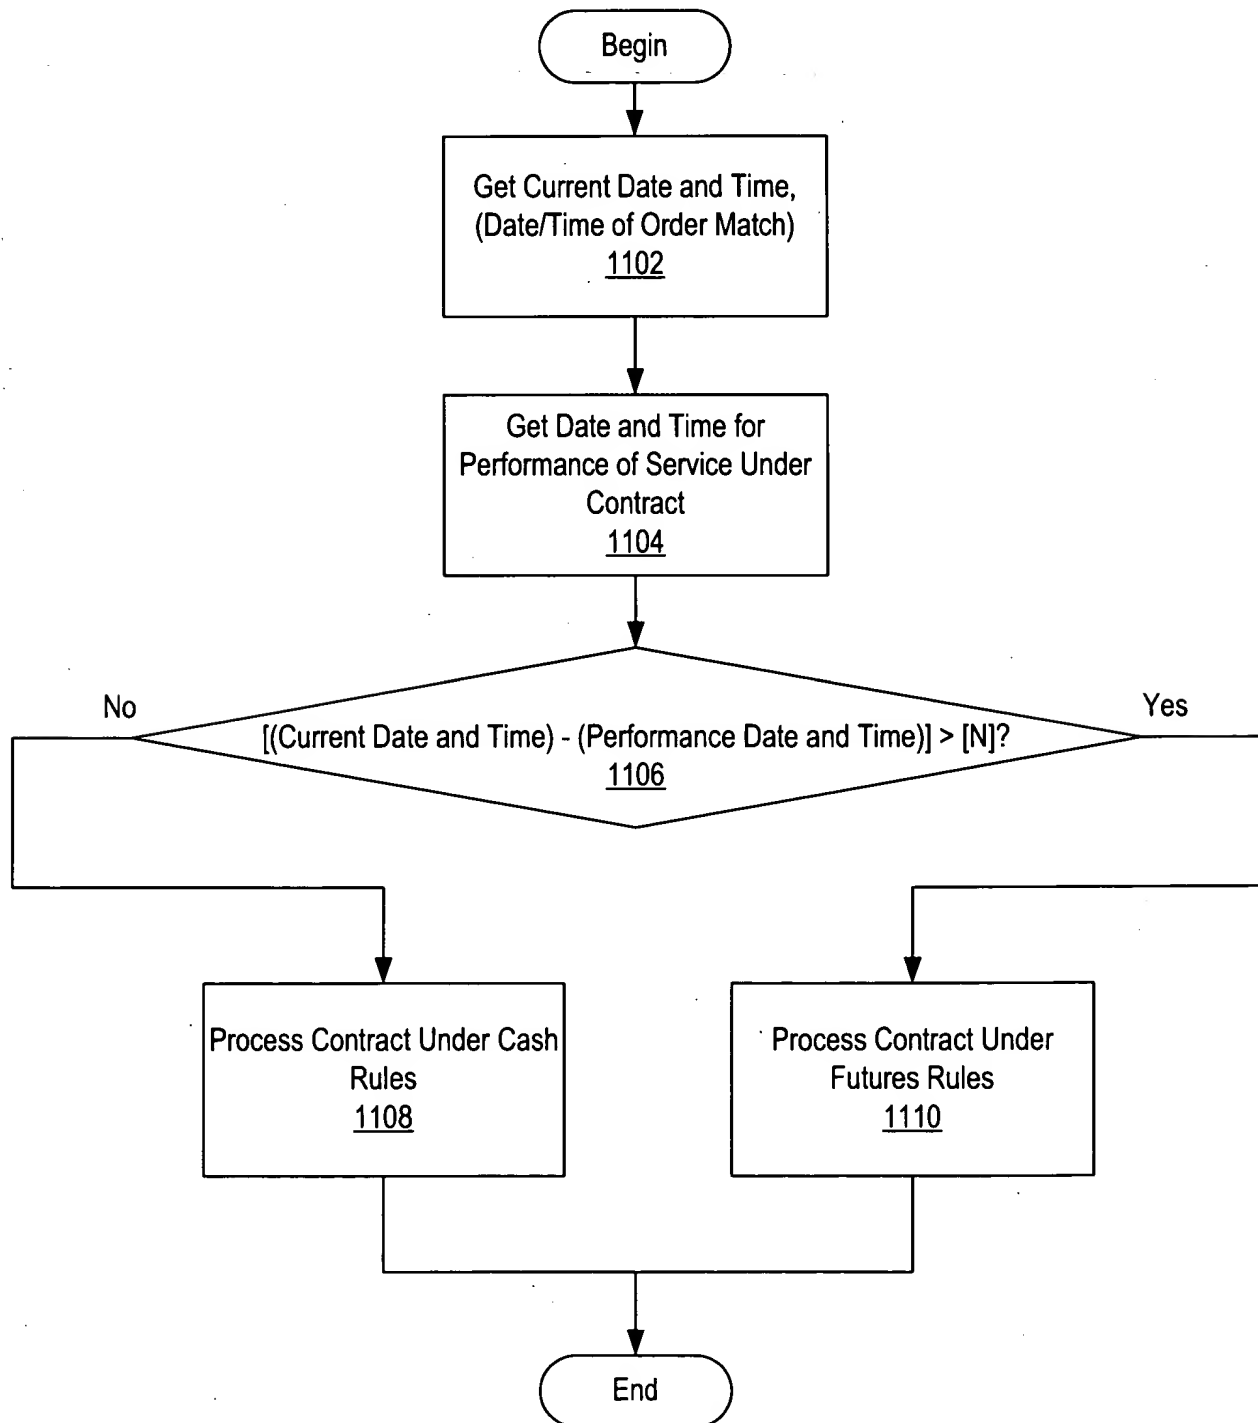 Begin
Get Current Date and Time,
(Date/Time of Order Match)
1102
Get Date and Time for
Performance of Service Under
Contract
1104
No
Yes
[(Current Date and Time) - (Performance Date and Time)] > [N]?
1106
Process Contract Under Cash
Rules
1108
Process Contract Under
Futures Rules
1110
End